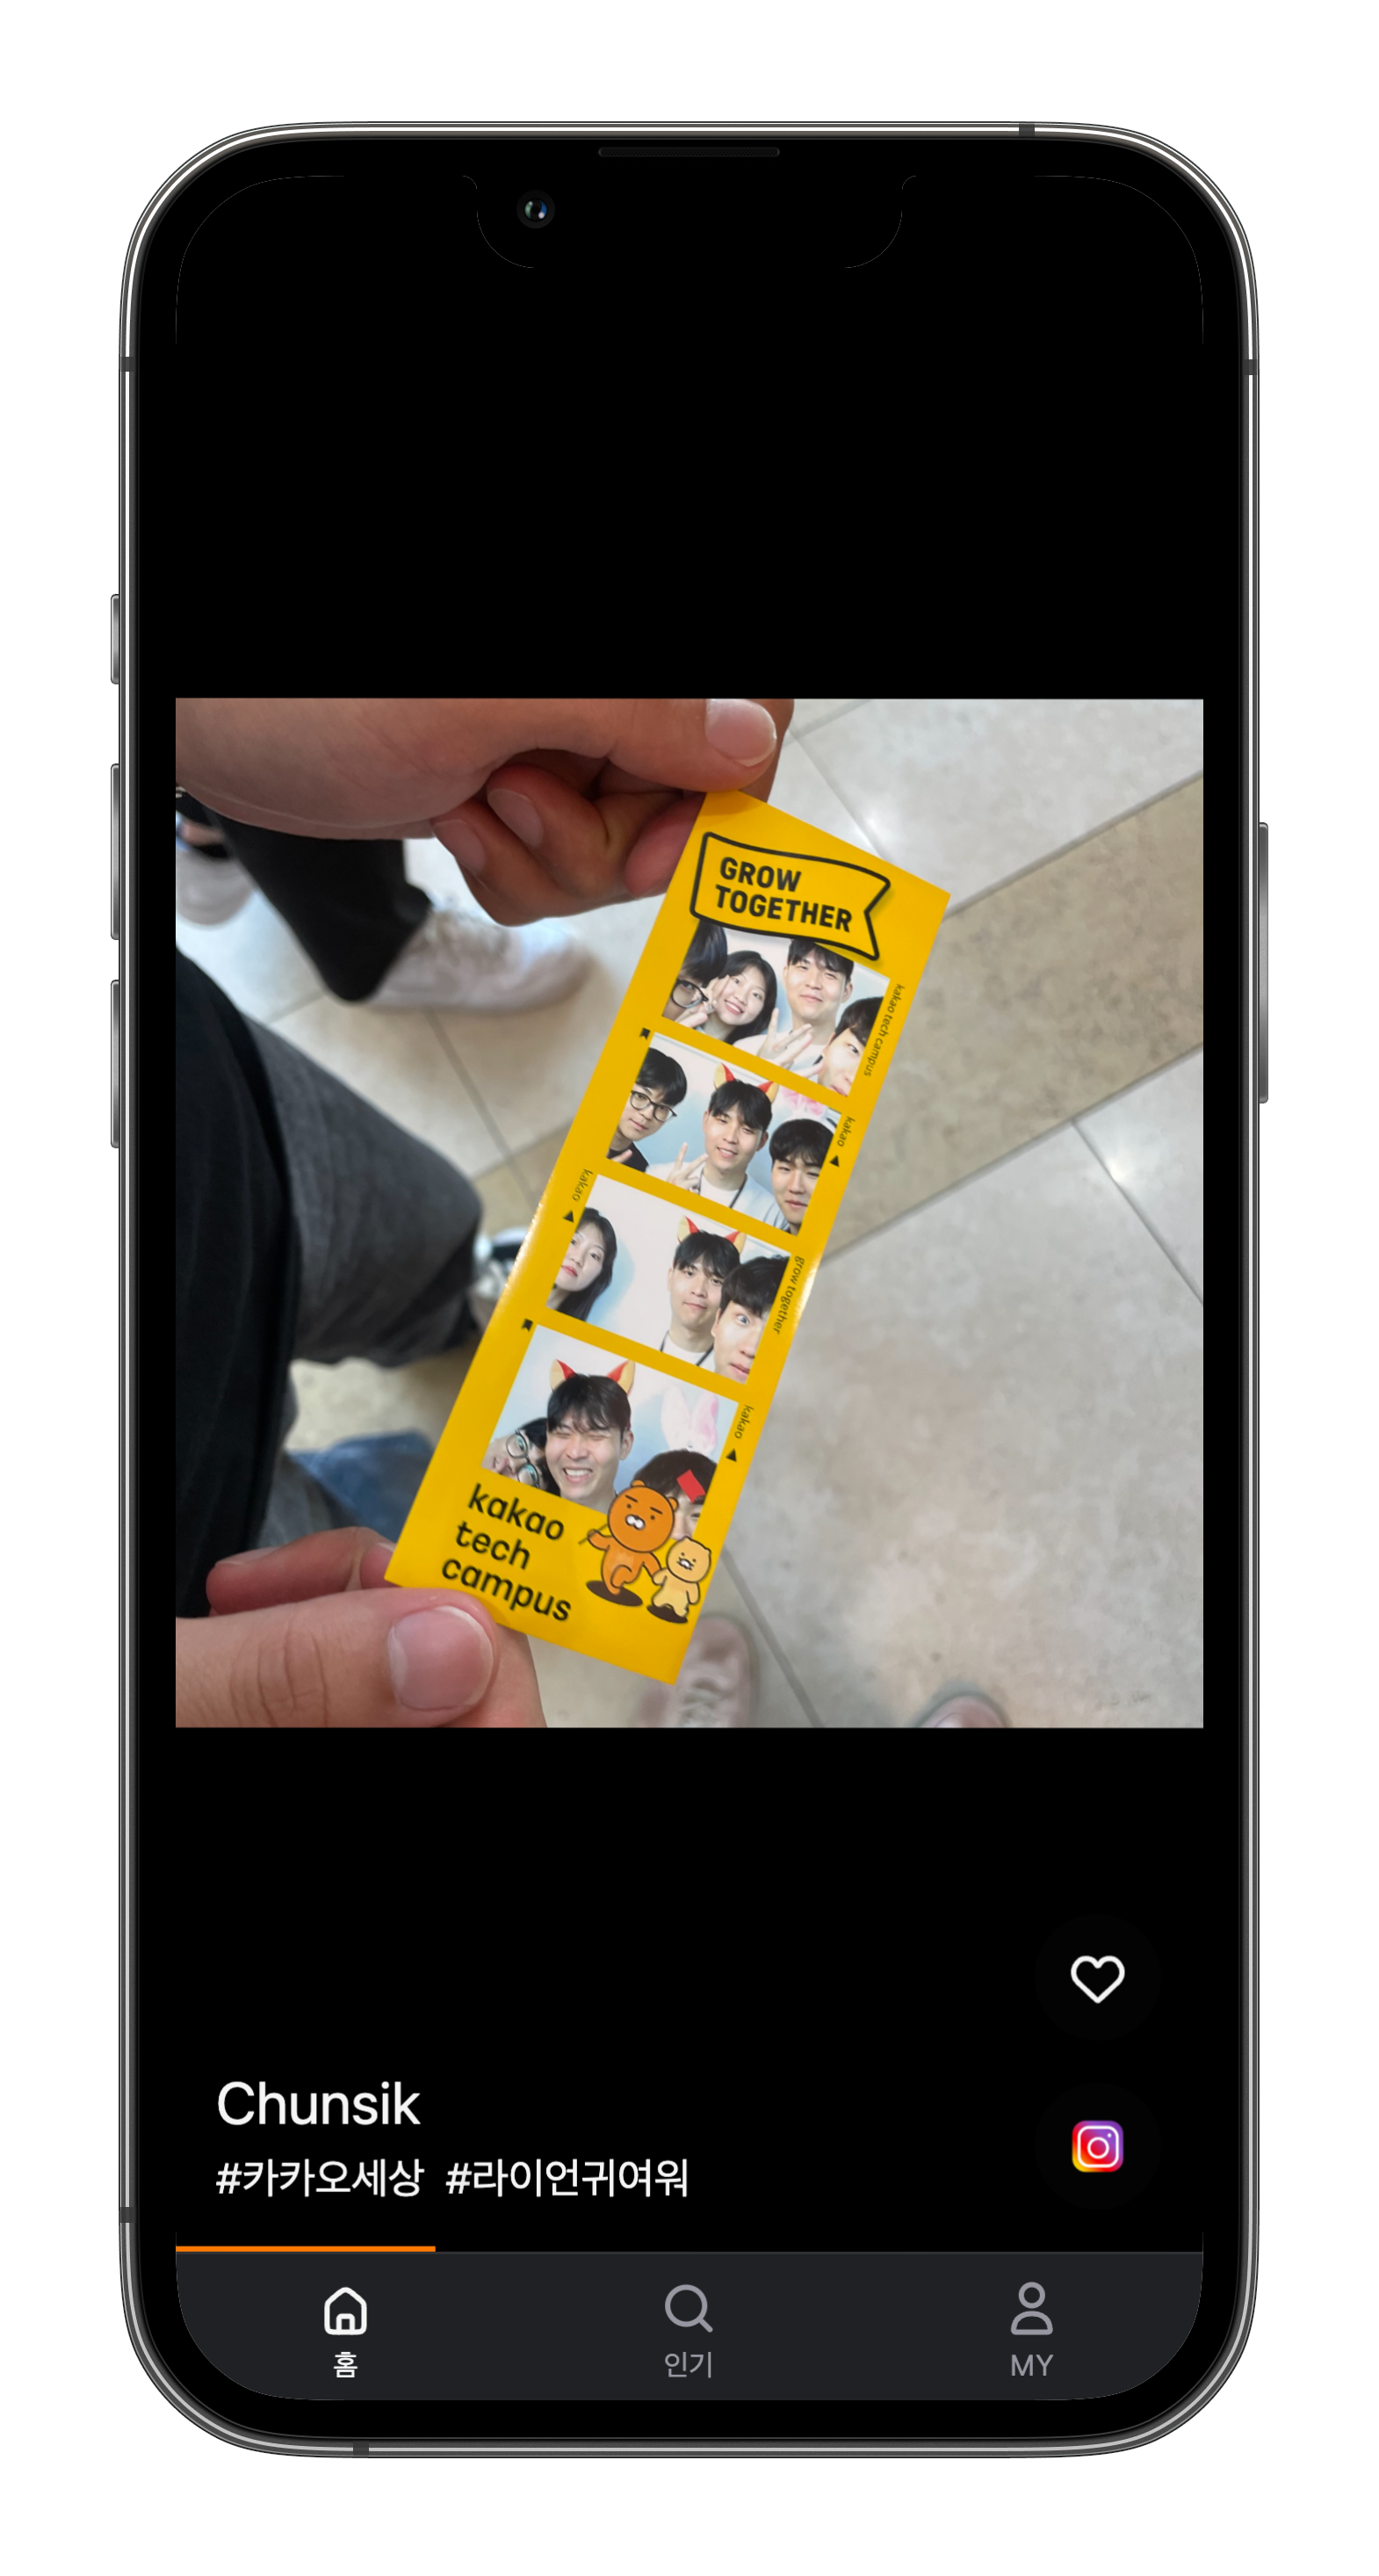 GROW
TOGETHER
kakao tech campus
kakao
kakao
grow together
kakao
kakao
tech
campus
Chunsik
#카카오세상 #라이언귀여워
홈
인기
MY